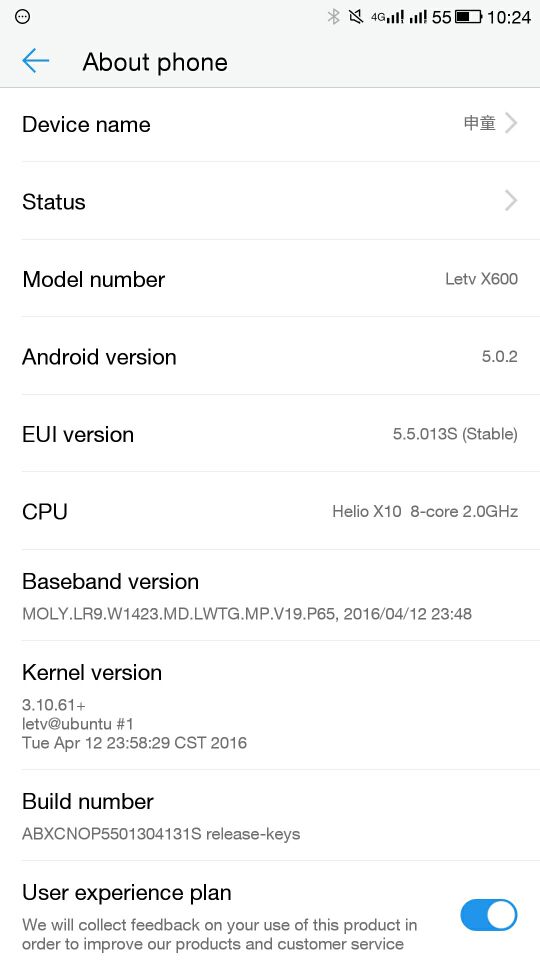 4G 55 10:24
About phone
Device name 申童
Status
Model number Letv X600
Android version 5.0.2
EUI version 5.5.013S (Stable)
CPU Helio X10 8-core 2.0GHz
Baseband version
MOLY.LR9.W1423.MD.LWTG.MP.V19.P65, 2016/04/12 23:48
Kernel version
3.10.61+
letv@ubuntu #1
Tue Apr 12 23:58:29 CST 2016
Build number
ABXCNOP5501304131S release-keys
User experience plan
We will collect feedback on your use of this product in
order to improve our products and customer service